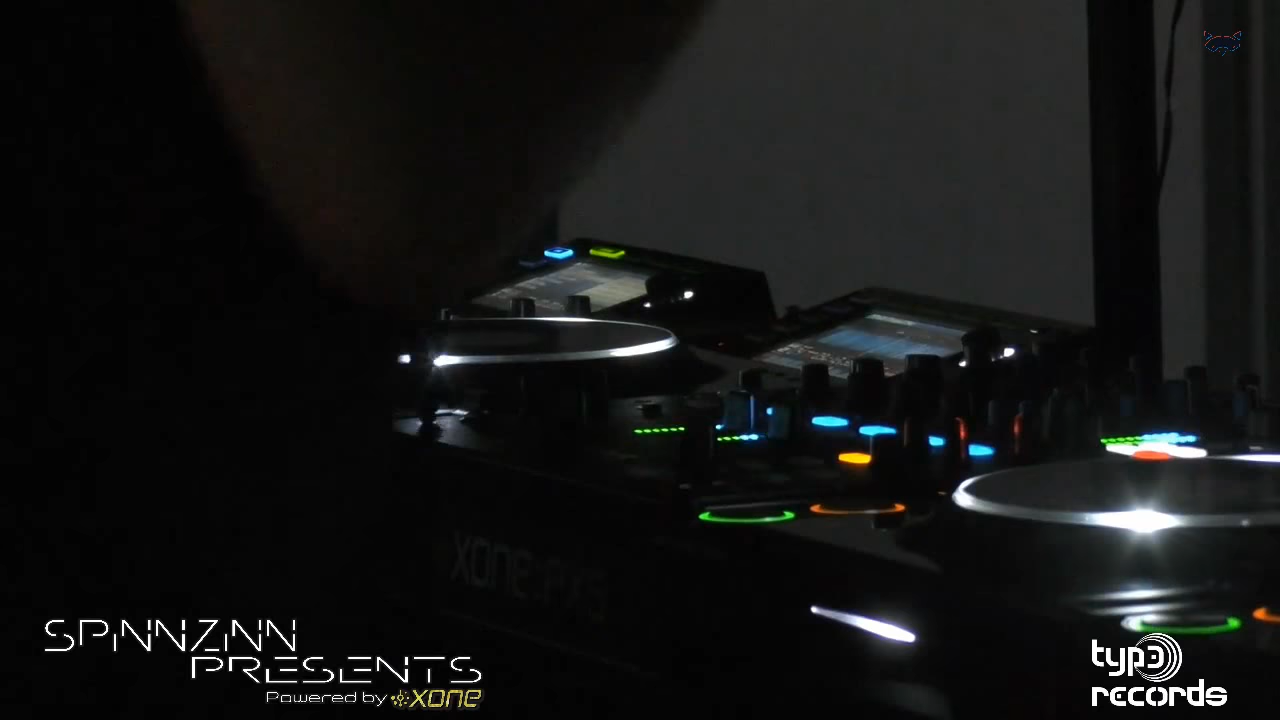 XONE:PX5
SPiNNZiNN
PRESENTS
Powered by XONE
typ3
records